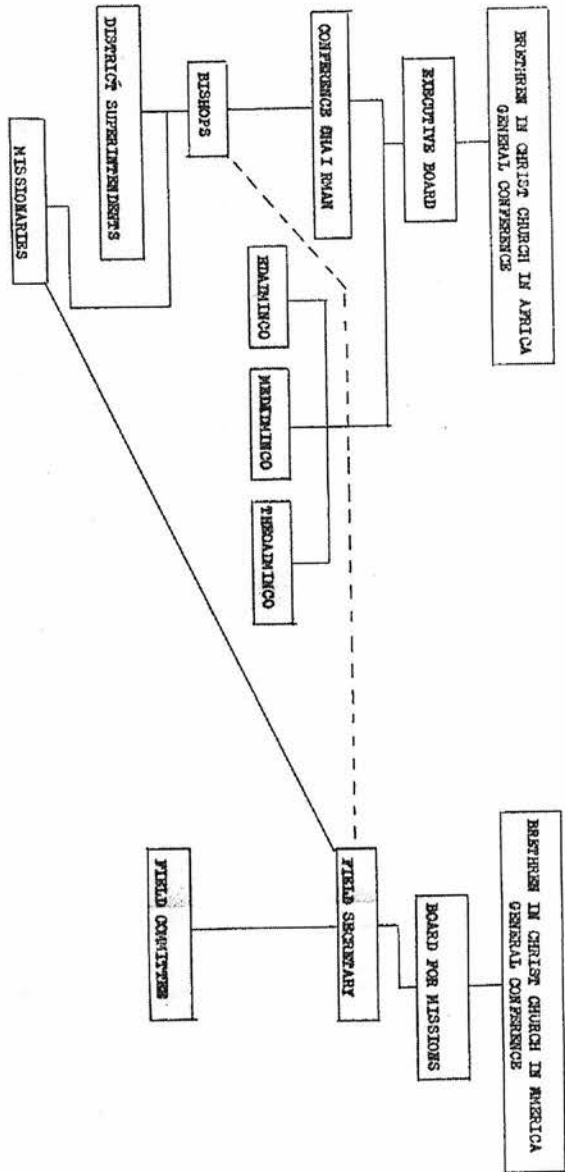 BRETHREN IN CHRIST CHURCH IN AFRICA
GENERAL CONFERENCE
EXECUTIVE BOARD
CONFERENCE CHAIRMAN
BISHOPS
DISTRICT SUPERINTENDENTS
MISSIONARIES
EDAIMINCO
MEDAIMINCO
THEOAIMINCO
BRETHREN IN CHRIST CHURCH IN AMERICA
GENERAL CONFERENCE
BOARD FOR MISSIONS
FIELD SECRETARY
FIELD COMMITTEE